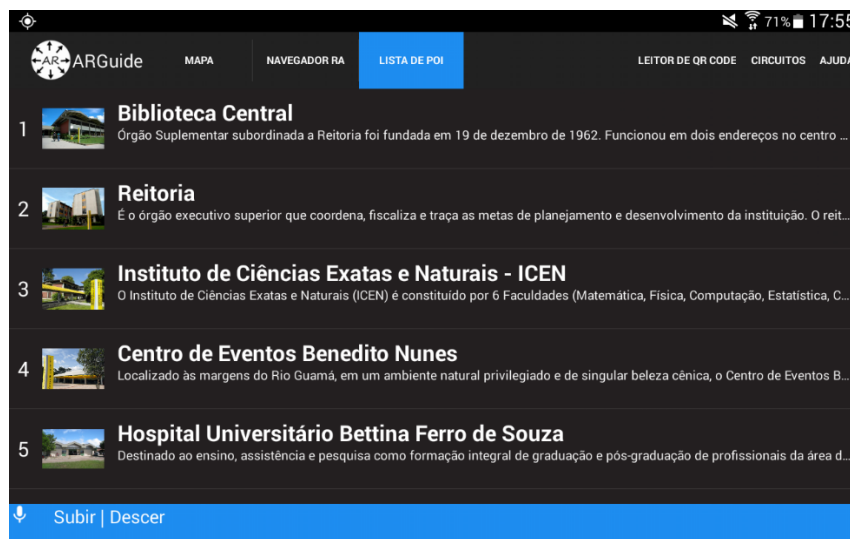 71% 17:55
AR ARGuide MAPA NAVEGADOR RA LISTA DE POI LEITOR DE QR CODE CIRCUITOS AJUDA
1 Biblioteca Central
Órgão Suplementar subordinada a Reitoria foi fundada em 19 de dezembro de 1962. Funcionou em dois endereços no centro ...
2 Reitoria
É o órgão executivo superior que coordena, fiscaliza e traça as metas de planejamento e desenvolvimento da instituição. O reit...
3 Instituto de Ciências Exatas e Naturais - ICEN
O Instituto de Ciências Exatas e Naturais (ICEN) é constituído por 6 Faculdades (Matemática, Física, Computação, Estatística, C...
4 Centro de Eventos Benedito Nunes
Localizado às margens do Rio Guamá, em um ambiente natural privilegiado e de singular beleza cênica, o Centro de Eventos B...
5 Hospital Universitário Bettina Ferro de Souza
Destinado ao ensino, assistência e pesquisa como formação integral de graduação e pós-graduação de profissionais da área d...
Subir | Descer